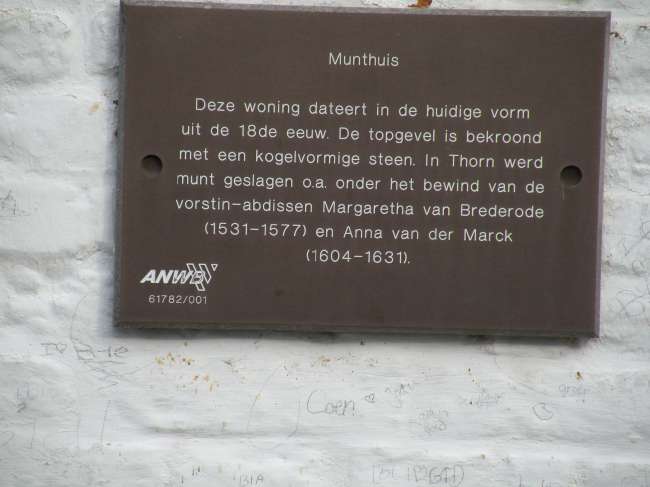 Munthuis
Deze woning dateert in de huidige vorm
uit de 18de eeuw. De topgevel is bekroond
met een kogelvormige steen. In Thorn werd
munt geslagen o.a. onder het bewind van de
vorstin-abdissen Margaretha van Brederode
(1531-1577) en Anna van der Marck
(1604-1631).
ANWB
61782/001
Coen